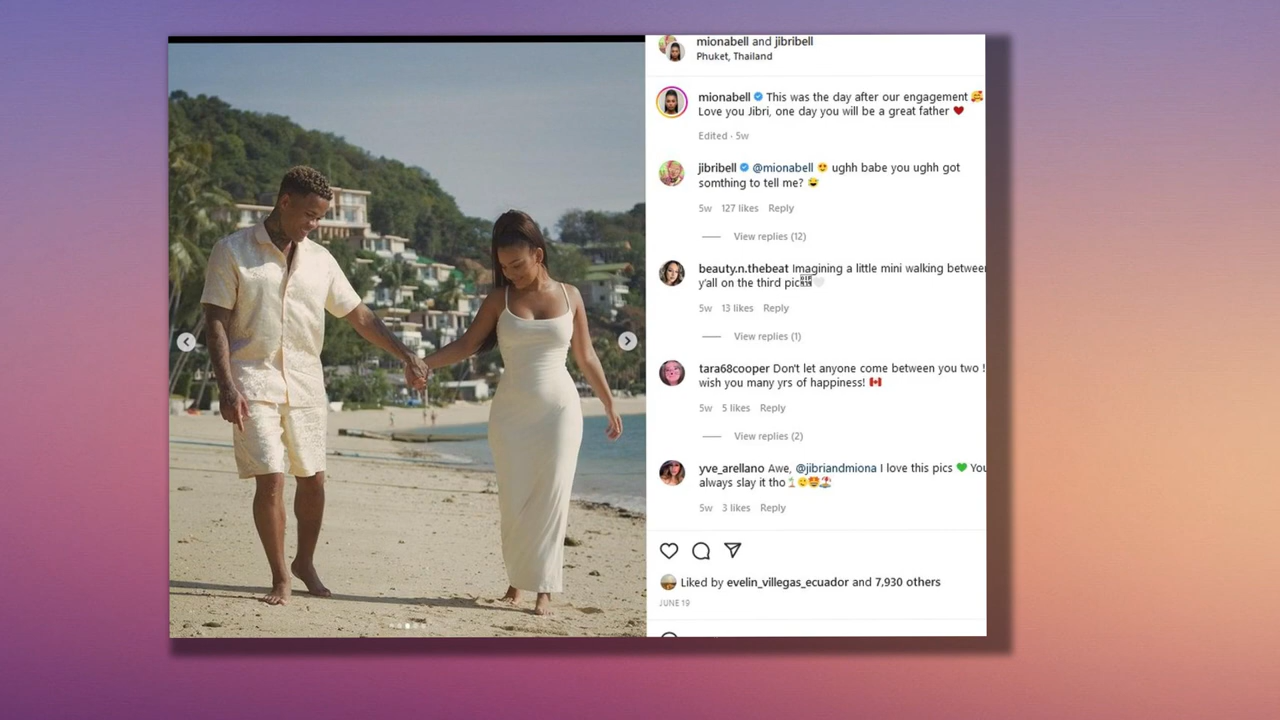 mionabell and jibribell
Phuket, Thailand
mionabell This was the day after our engagement 🥰
Love you Jibri, one day you will be a great father ❤️
Edited · 5w
jibribell @mionabell 😍 ughh babe you ughh got
somthing to tell me? 😅
5w 127 likes Reply
View replies (12)
beauty.n.thebeat Imagining a little mini walking between
y'all on the third pic🤍
5w 13 likes Reply
View replies (1)
tara68cooper Don't let anyone come between you two !
wish you many yrs of happiness! 🇨🇦
5w 5 likes Reply
View replies (2)
yve_arellano Awe, @jibriandmiona I love this pics 💚 You
always slay it tho
5w 3 likes Reply
Liked by evelin_villegas_ecuador and 7,930 others
JUNE 19